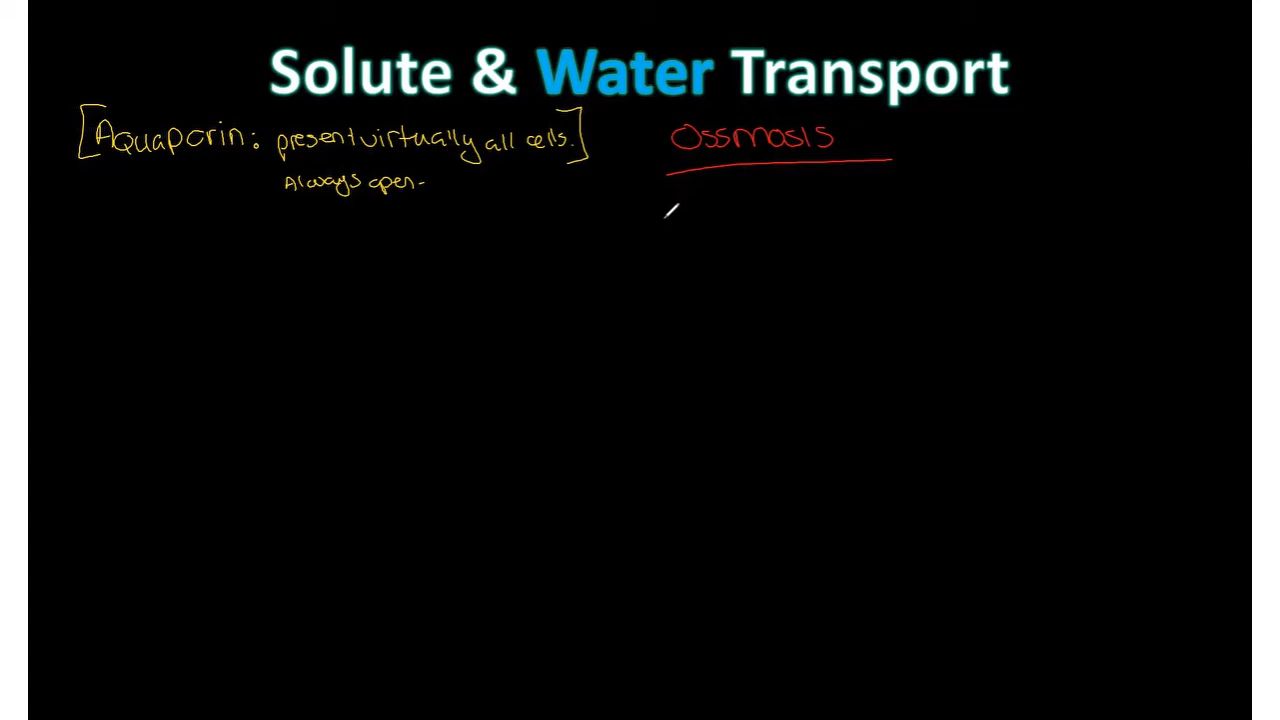 Solute & Water Transport
[Aquaporin: present virtually all cells.]
Always open.
Ossmosis